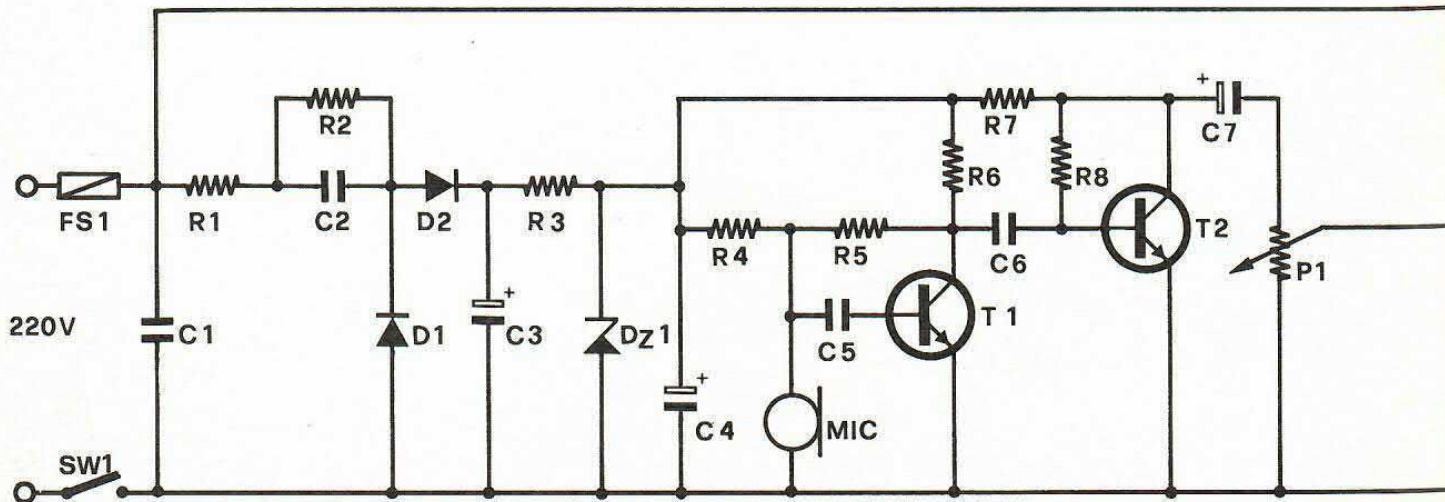 +
R2
R7
C7
R6
R8
FS1
R1
C2
D2
R3
R4
R5
C6
T2
P1
+
220V
C1
D1
C3
DZ1
C5
T1
+
C4
MIC
SW1